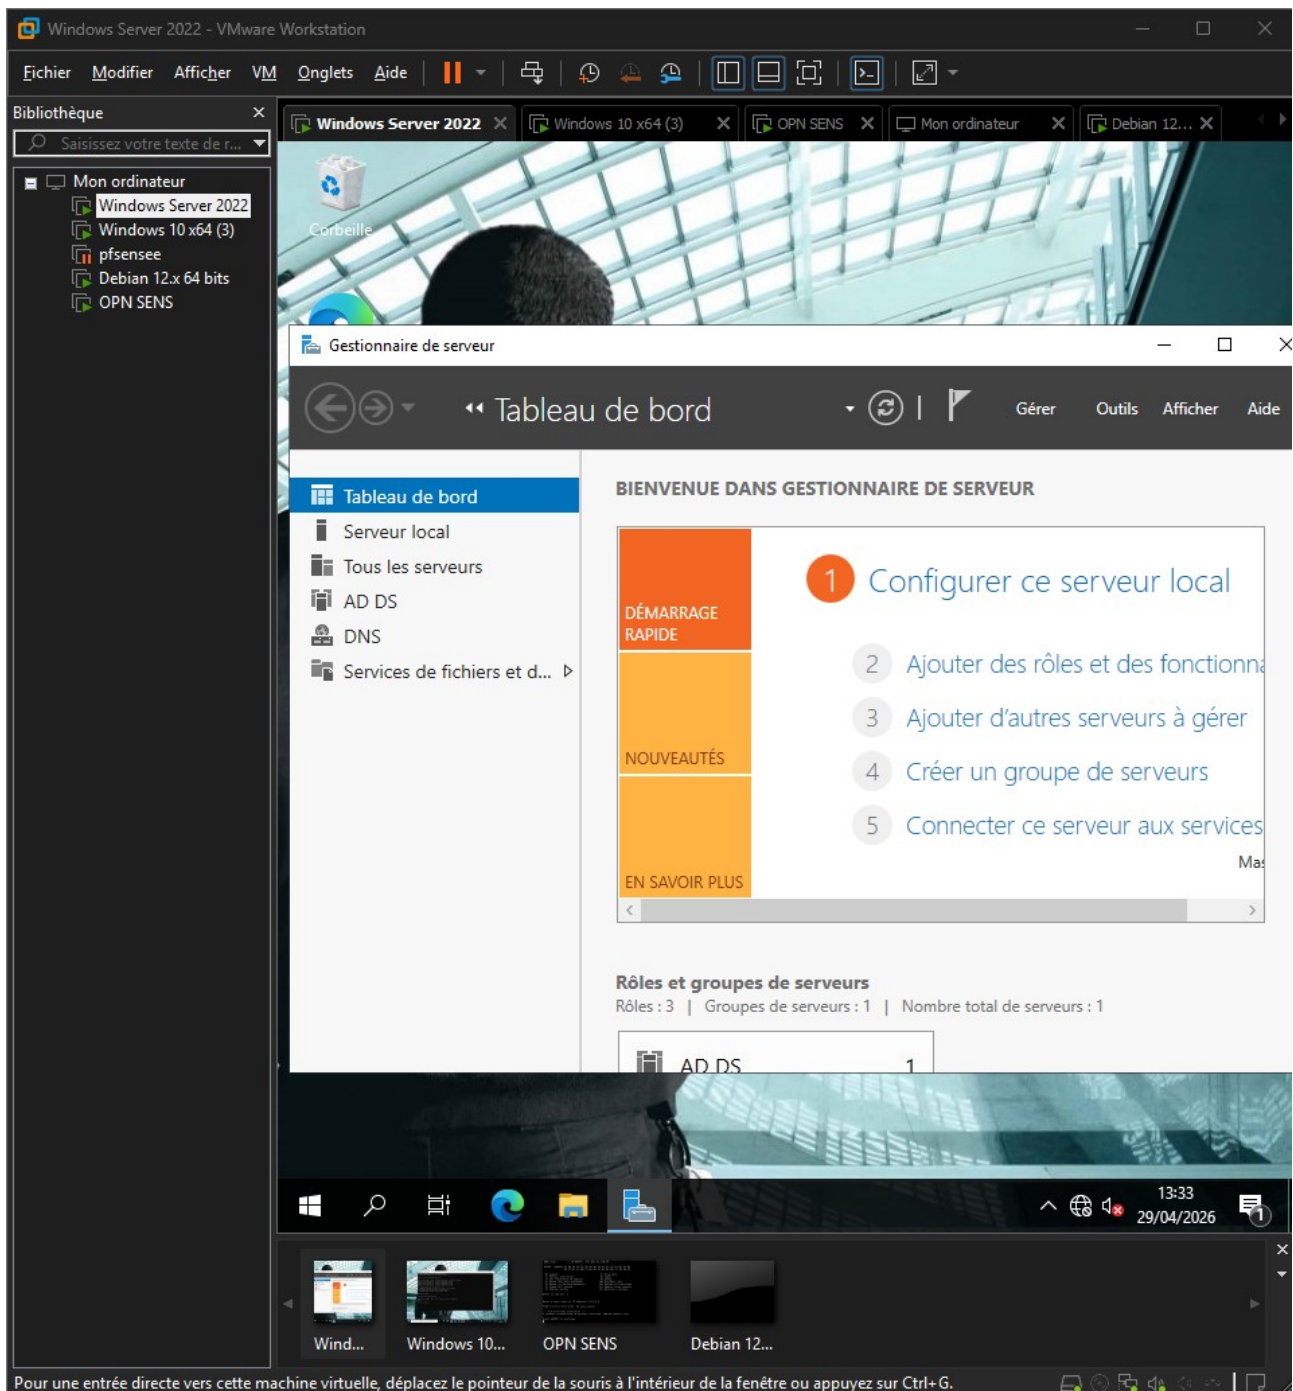 Windows Server 2022 - VMware Workstation
Fichier Modifier Afficher VM Onglets Aide
Bibliothèque
Saisissez votre texte de r...
Mon ordinateur
Windows Server 2022
Windows 10 x64 (3)
pfsensee
Debian 12.x 64 bits
OPN SENS
Windows Server 2022 Windows 10 x64 (3) OPN SENS Mon ordinateur Debian 12...
Corbeille
Gestionnaire de serveur
Tableau de bord Gérer Outils Afficher Aide
Tableau de bord
Serveur local
Tous les serveurs
AD DS
DNS
Services de fichiers et d...
BIENVENUE DANS GESTIONNAIRE DE SERVEUR
DÉMARRAGE
RAPIDE
NOUVEAUTÉS
EN SAVOIR PLUS
1 Configurer ce serveur local
2 Ajouter des rôles et des fonctionna
3 Ajouter d'autres serveurs à gérer
4 Créer un groupe de serveurs
5 Connecter ce serveur aux services
Mas
Rôles et groupes de serveurs
Rôles : 3 | Groupes de serveurs : 1 | Nombre total de serveurs : 1
AD DS 1
13:33
29/04/2026
1
Wind... Windows 10... OPN SENS Debian 12...
Pour une entrée directe vers cette machine virtuelle, déplacez le pointeur de la souris à l'intérieur de la fenêtre ou appuyez sur Ctrl+G.